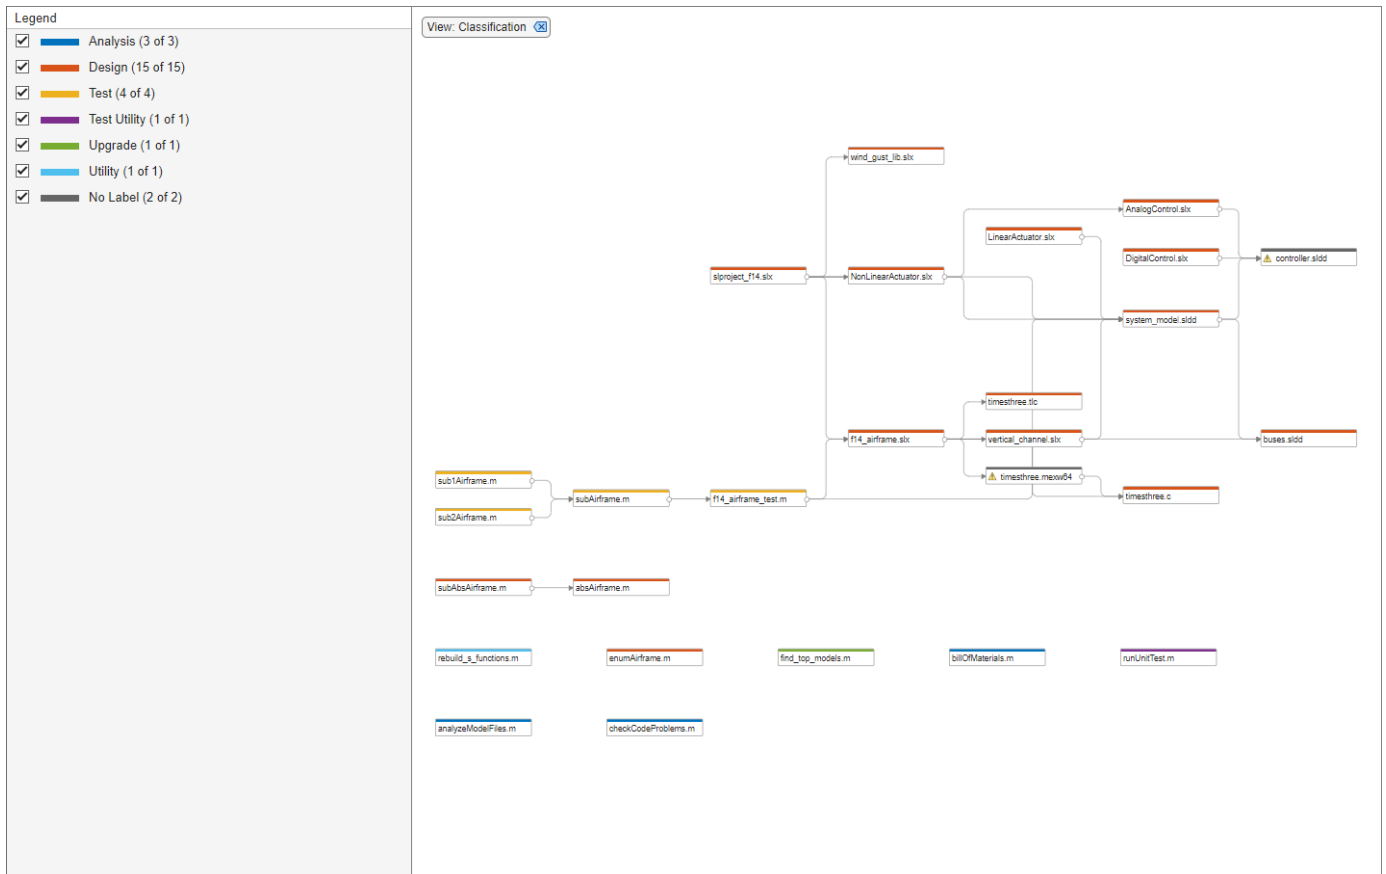 Legend
Analysis (3 of 3)
Design (15 of 15)
Test (4 of 4)
Test Utility (1 of 1)
Upgrade (1 of 1)
Utility (1 of 1)
No Label (2 of 2)
View: Classification
wind_gust_lib.slx
AnalogControl.slx
LinearActuator.slx
DigitalControl.slx
controller.sldd
slproject_f14.slx
NonLinearActuator.slx
system_model.sldd
timesthree.tlc
f14_airframe.slx
vertical_channel.slx
buses.sldd
sub1Airframe.m
timesthree.mexw64
subAirframe.m
f14_airframe_test.m
timesthree.c
sub2Airframe.m
subAbsAirframe.m
absAirframe.m
rebuild_s_functions.m
enumAirframe.m
find_top_models.m
billOfMaterials.m
runUnitTest.m
analyzeModelFiles.m
checkCodeProblems.m